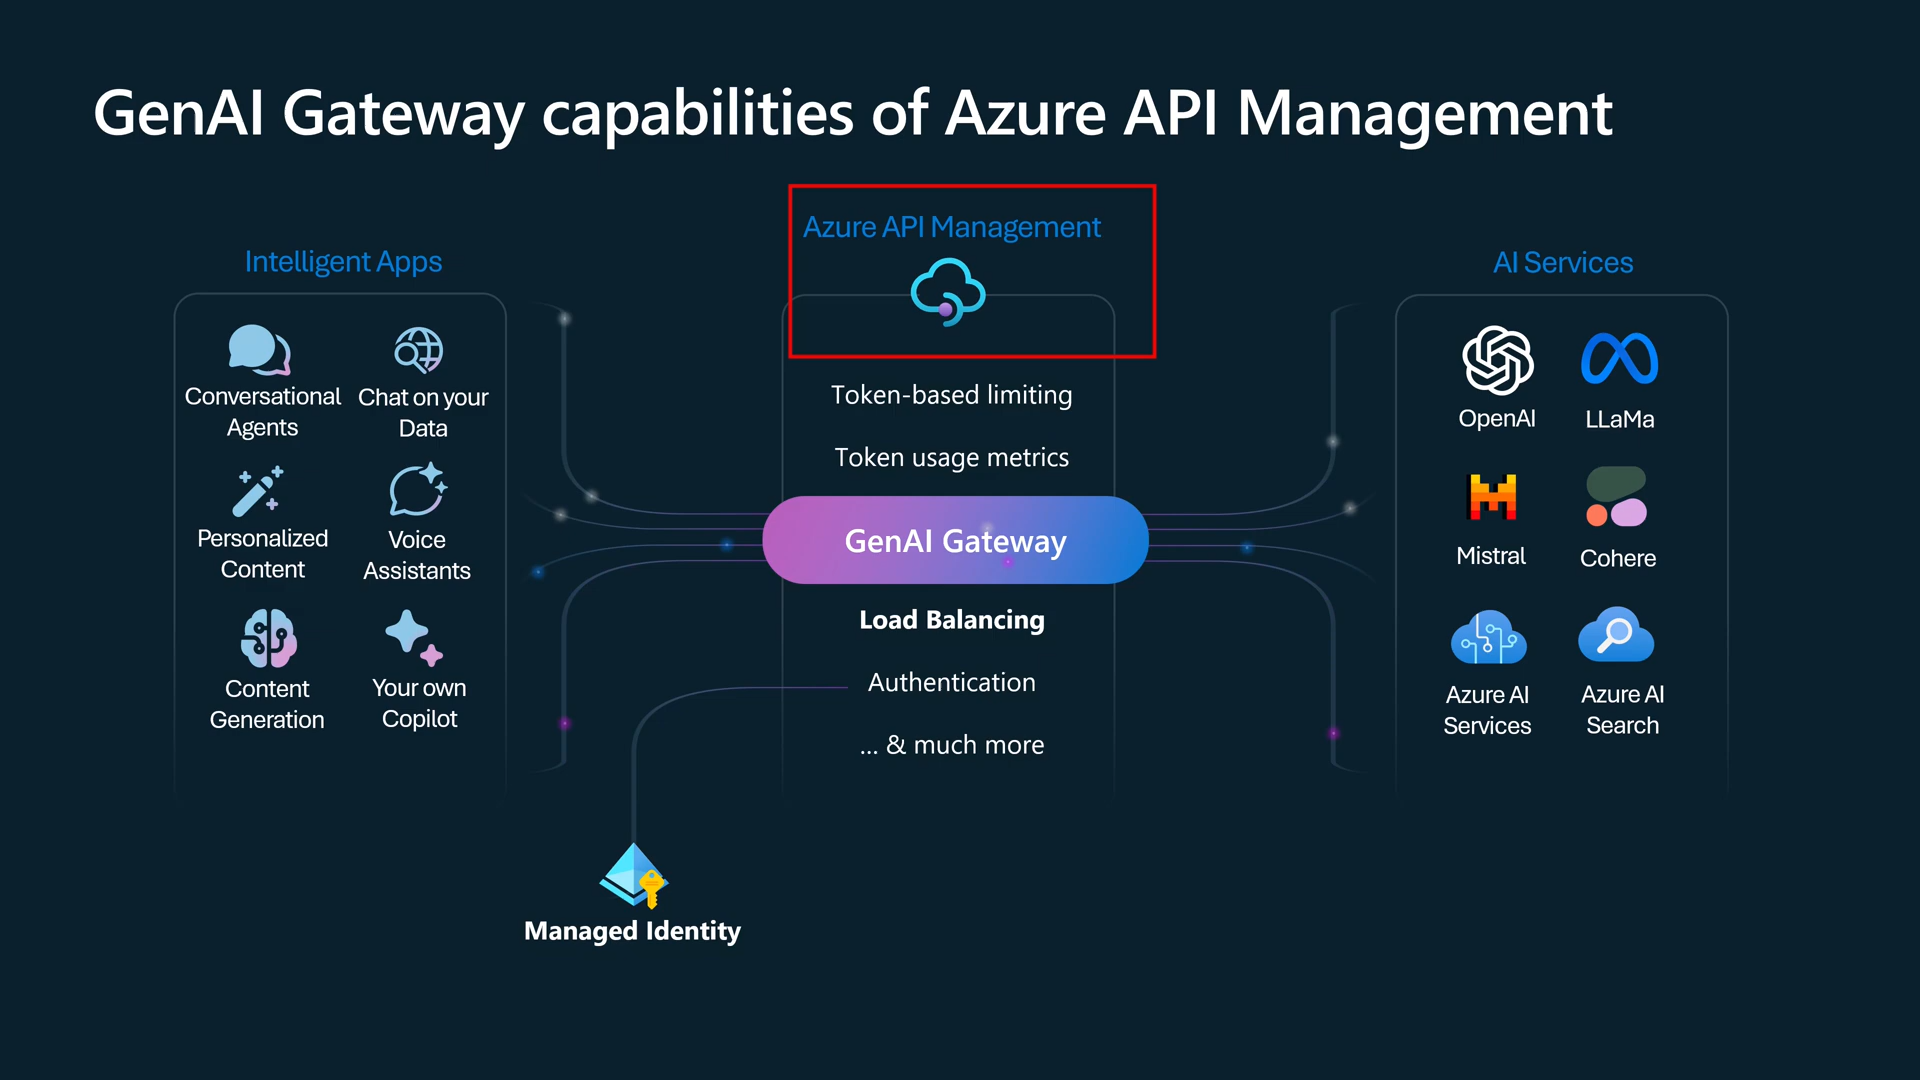 GenAI Gateway capabilities of Azure API Management
Intelligent Apps
Conversational
Agents
Chat on your
Data
Personalized
Content
Voice
Assistants
Content
Generation
Your own
Copilot
Azure API Management
Token-based limiting
Token usage metrics
GenAI Gateway
Load Balancing
Authentication
... & much more
Managed Identity
AI Services
OpenAI
LLaMa
Mistral
Cohere
Azure AI
Services
Azure AI
Search